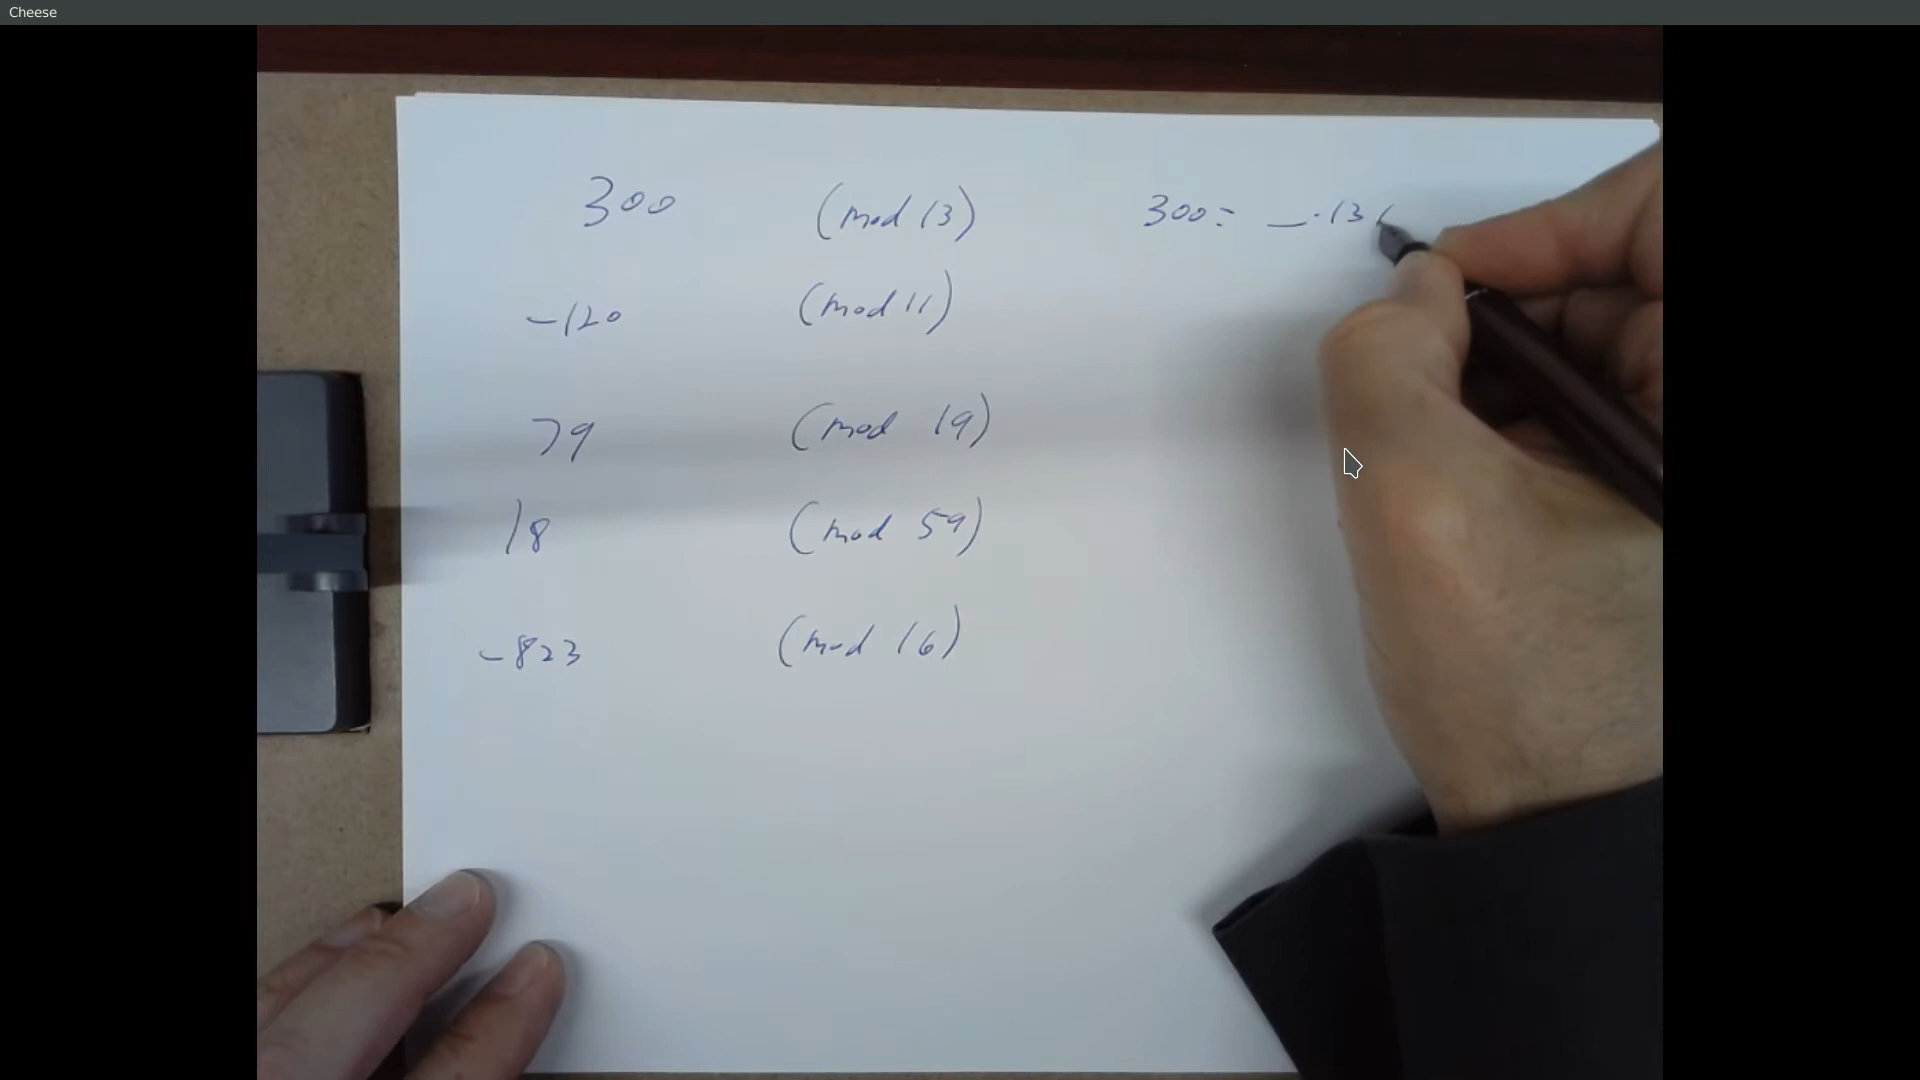 Cheese
300 (mod 13) 300= _·13
-120 (mod 11)
79 (mod 19)
18 (mod 59)
-823 (mod 16)